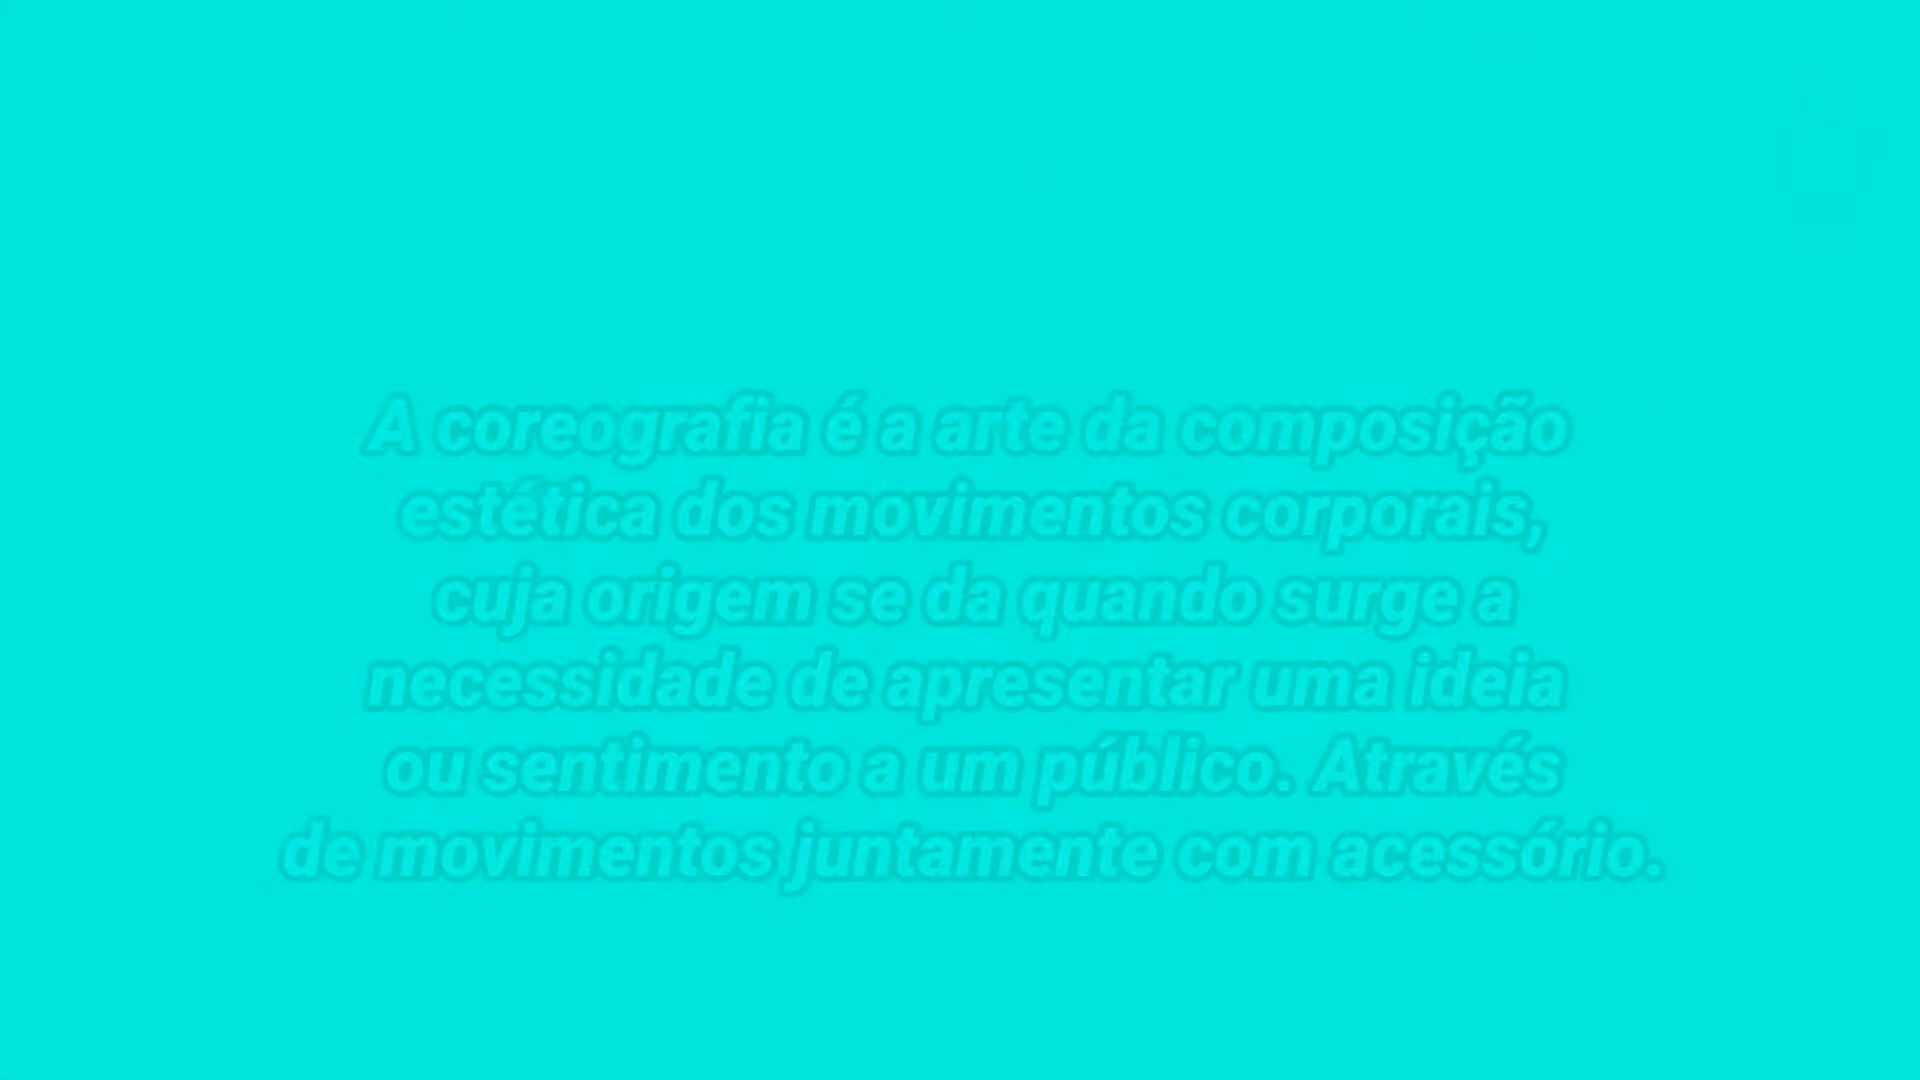 A coreografia é a arte da composição
estética dos movimentos corporais,
cuja origem se da quando surge a
necessidade de apresentar uma ideia
ou sentimento a um público. Através
de movimentos juntamente com acessório.